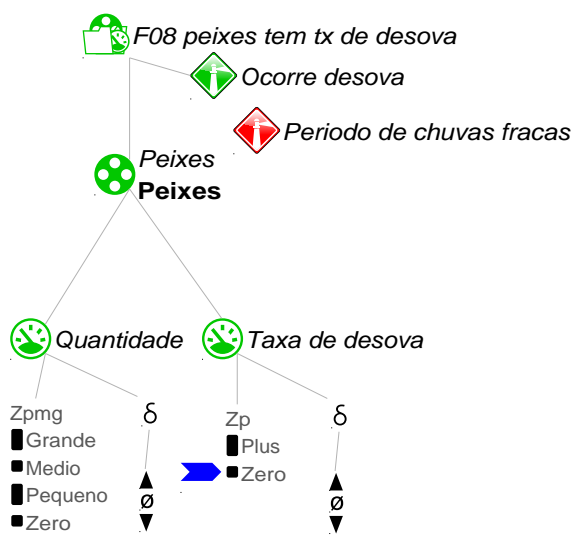 F08 peixes tem tx de desova
Ocorre desova
Periodo de chuvas fracas
Peixes
Peixes
Quantidade
Taxa de desova
Zpmg
δ
Grande
Medio
Pequeno
Zero
ø
Zp
δ
Plus
Zero
ø